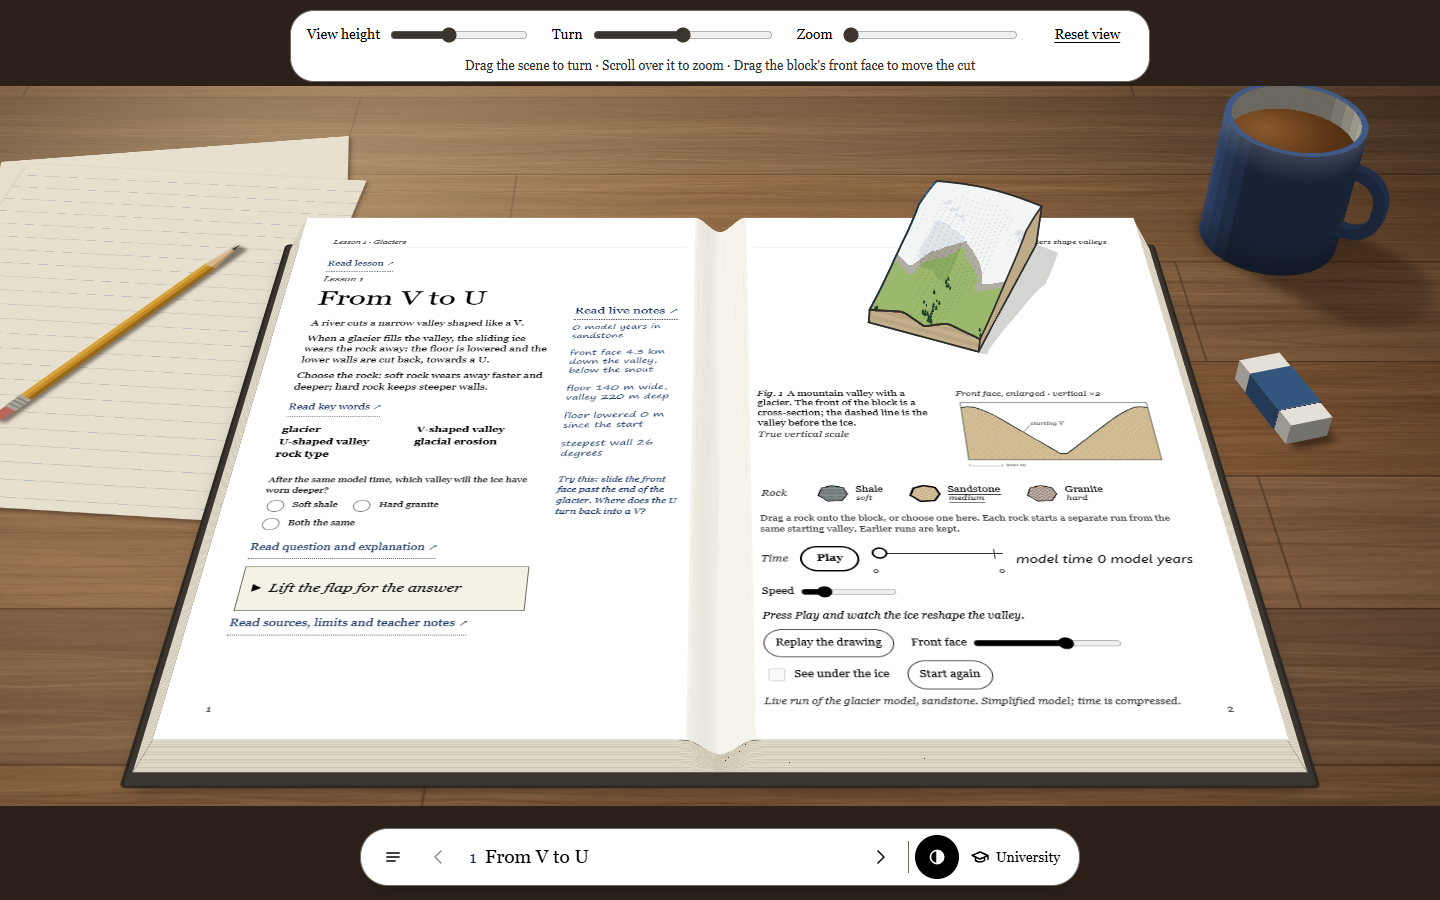 View height
Turn
Zoom
Reset view
Drag the scene to turn · Scroll over it to zoom · Drag the block's front face to move the cut
Lesson 1 · Glaciers
Read lesson ↗
Lesson 1
From V to U
A river cuts a narrow valley shaped like a V.
When a glacier fills the valley, the sliding ice
wears the rock away: the floor is lowered and the
lower walls are cut back, towards a U.
Choose the rock: soft rock wears away faster and
deeper; hard rock keeps steeper walls.
Read key words ↗
glacier
V-shaped valley
U-shaped valley
glacial erosion
rock type
After the same model time, which valley will the ice have
worn deeper?
Soft shale
Hard granite
Both the same
Read question and explanation ↗
► Lift the flap for the answer
Read sources, limits and teacher notes ↗
1
Read live notes ↗
0 model years in
sandstone
front face 4.3 km
down the valley,
below the snout
floor 140 m wide,
valley 220 m deep
floor lowered 0 m
since the start
steepest wall 26
degrees
Try this: slide the front
face past the end of the
glacier. Where does the U
turn back into a V?
ers shape valleys
Fig. 1 A mountain valley with a
glacier. The front of the block is a
cross-section; the dashed line is the
valley before the ice.
True vertical scale
Front face, enlarged · vertical ×2
starting V
Rock
Shale
soft
Sandstone
medium
Granite
hard
Drag a rock onto the block, or choose one here. Each rock starts a separate run from the
same starting valley. Earlier runs are kept.
Time
Play
0
0
model time 0 model years
Speed
Press Play and watch the ice reshape the valley.
Replay the drawing
Front face
See under the ice
Start again
Live run of the glacier model, sandstone. Simplified model; time is compressed.
2
1 From V to U
University